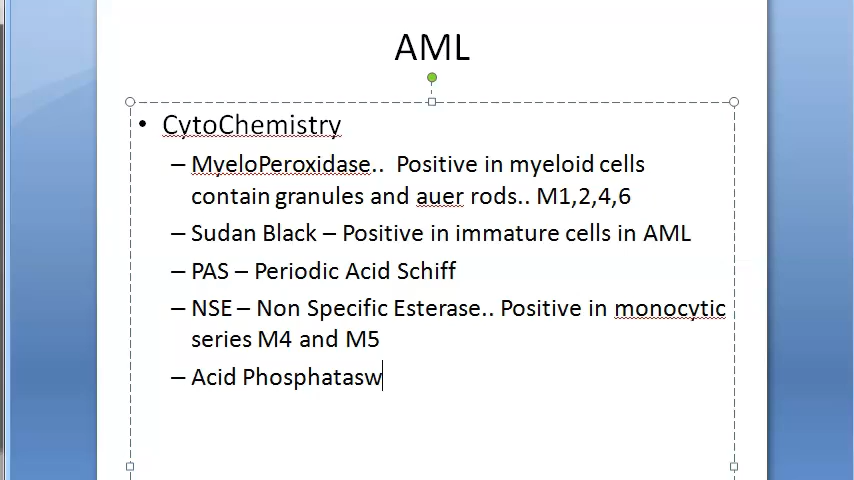 AML
• CytoChemistry
– MyeloPeroxidase..  Positive in myeloid cells
contain granules and auer rods.. M1,2,4,6
– Sudan Black – Positive in immature cells in AML
– PAS – Periodic Acid Schiff
– NSE – Non Specific Esterase.. Positive in monocytic
series M4 and M5
– Acid Phosphatasw